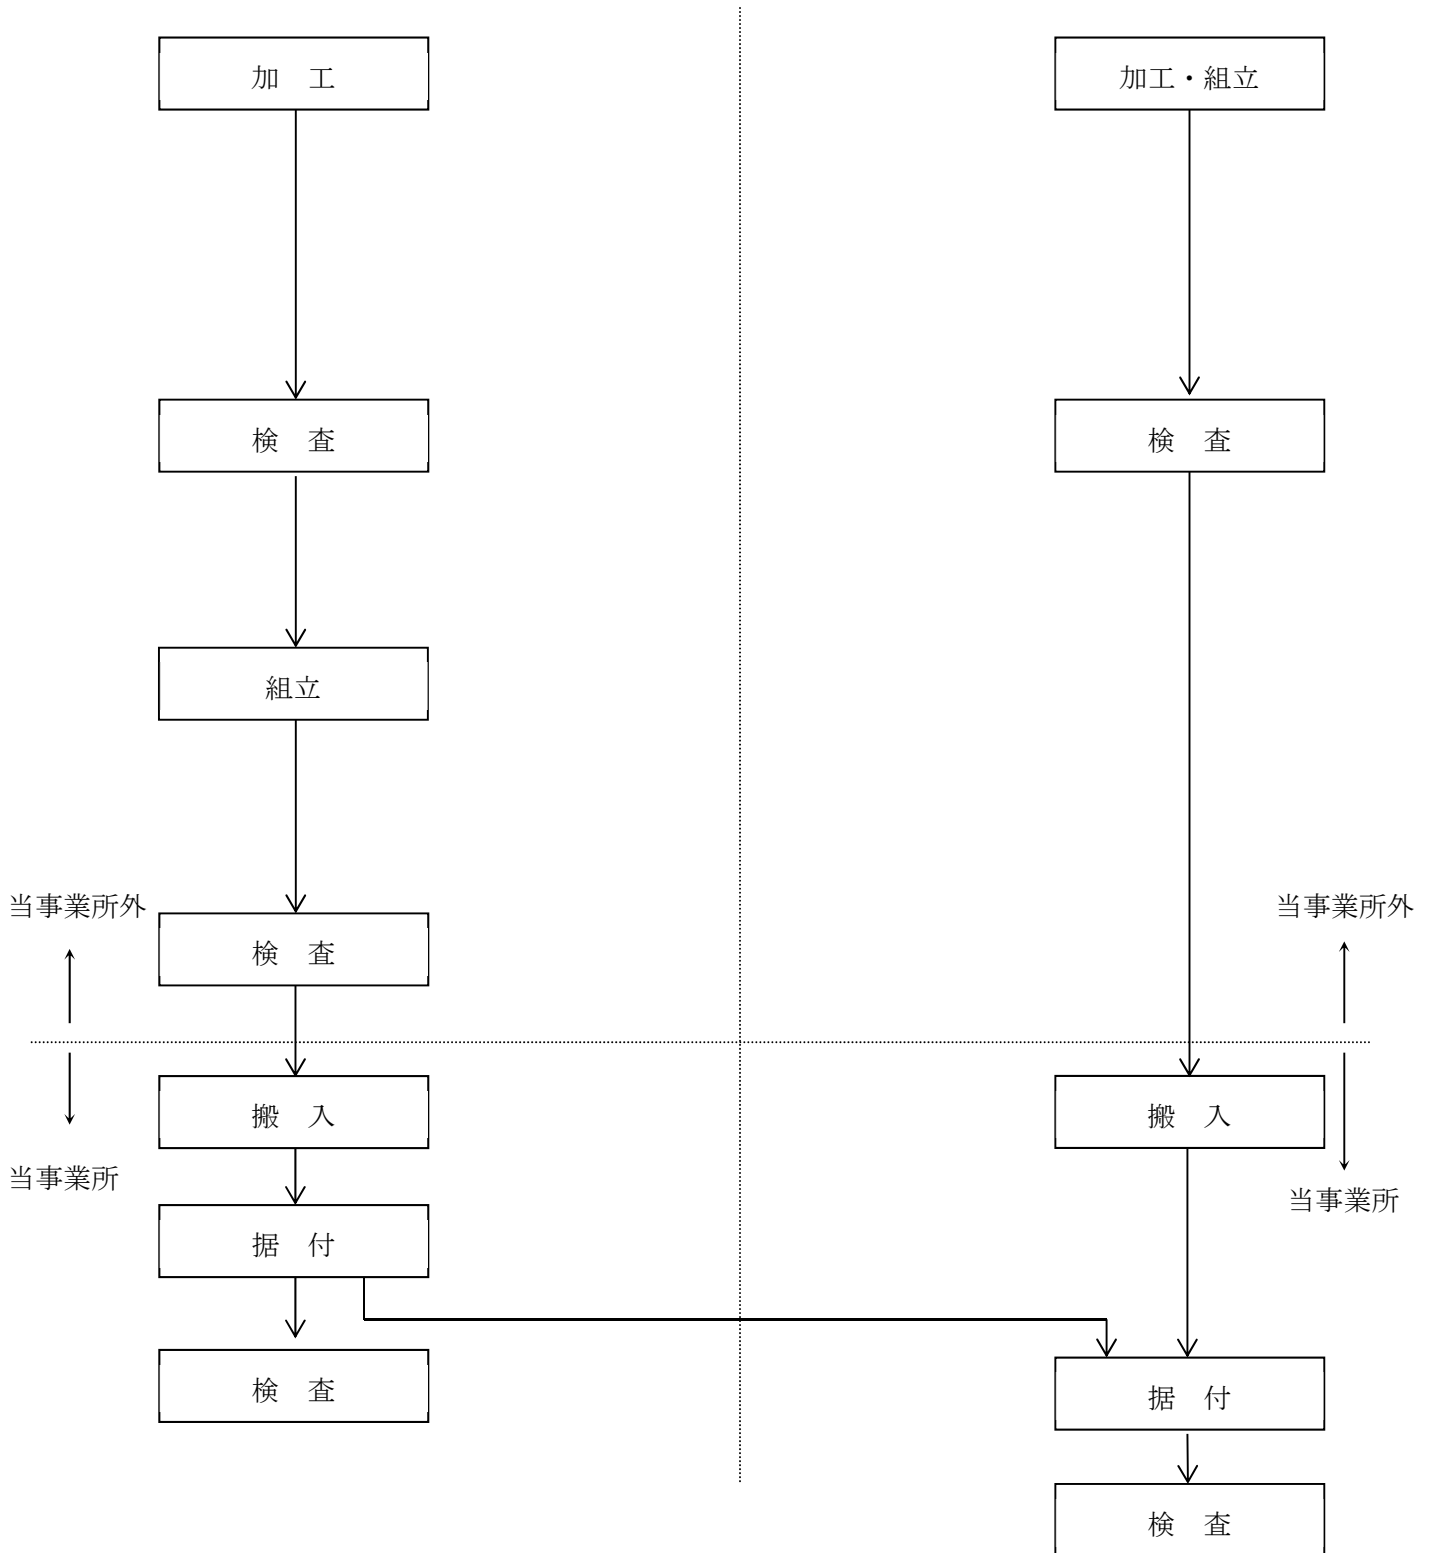 加　工
加工・組立
検　査
検　査
組立
当事業所外
当事業所外
検　査
搬　入
搬　入
当事業所
当事業所
据　付
検　査
据　付
検　査